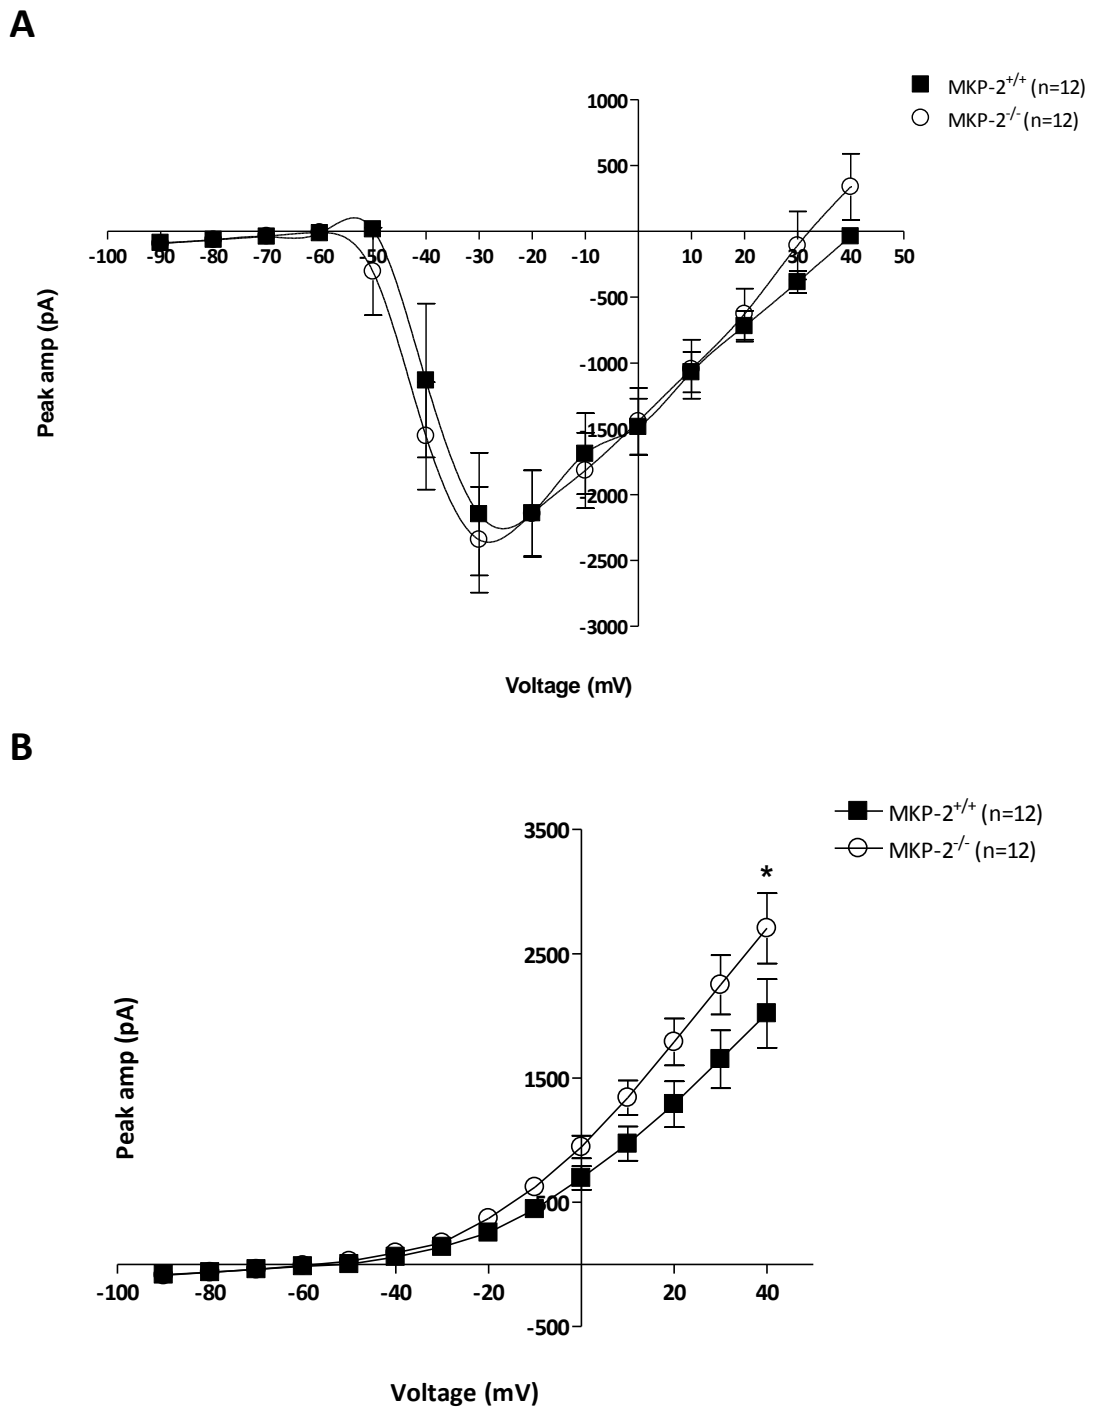 A
MKP-2+/+ (n=12)
MKP-2-/- (n=12)
1000
500
-100 -90 -80 -70 -60 -50 -40 -30 -20 -10 10 20 30 40 50
-500
-1000
-1500
-2000
-2500
-3000
Peak amp (pA)
Voltage (mV)
B
MKP-2+/+ (n=12)
MKP-2-/- (n=12)
3500
*
2500
1500
500
-100 -80 -60 -40 -20 20 40
-500
Peak amp (pA)
Voltage (mV)